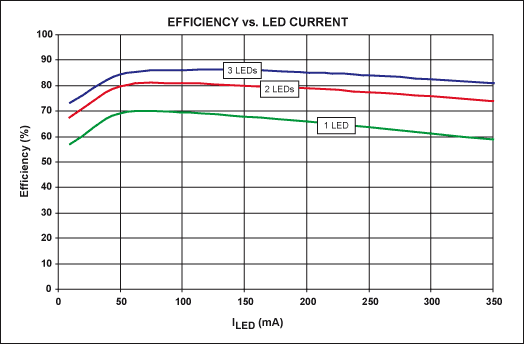 EFFICIENCY vs. LED CURRENT
100
90
80
70
60
50
40
30
20
10
0
Efficiency (%)
3 LEDs
2 LEDs
1 LED
0 50 100 150 200 250 300 350
ILED (mA)